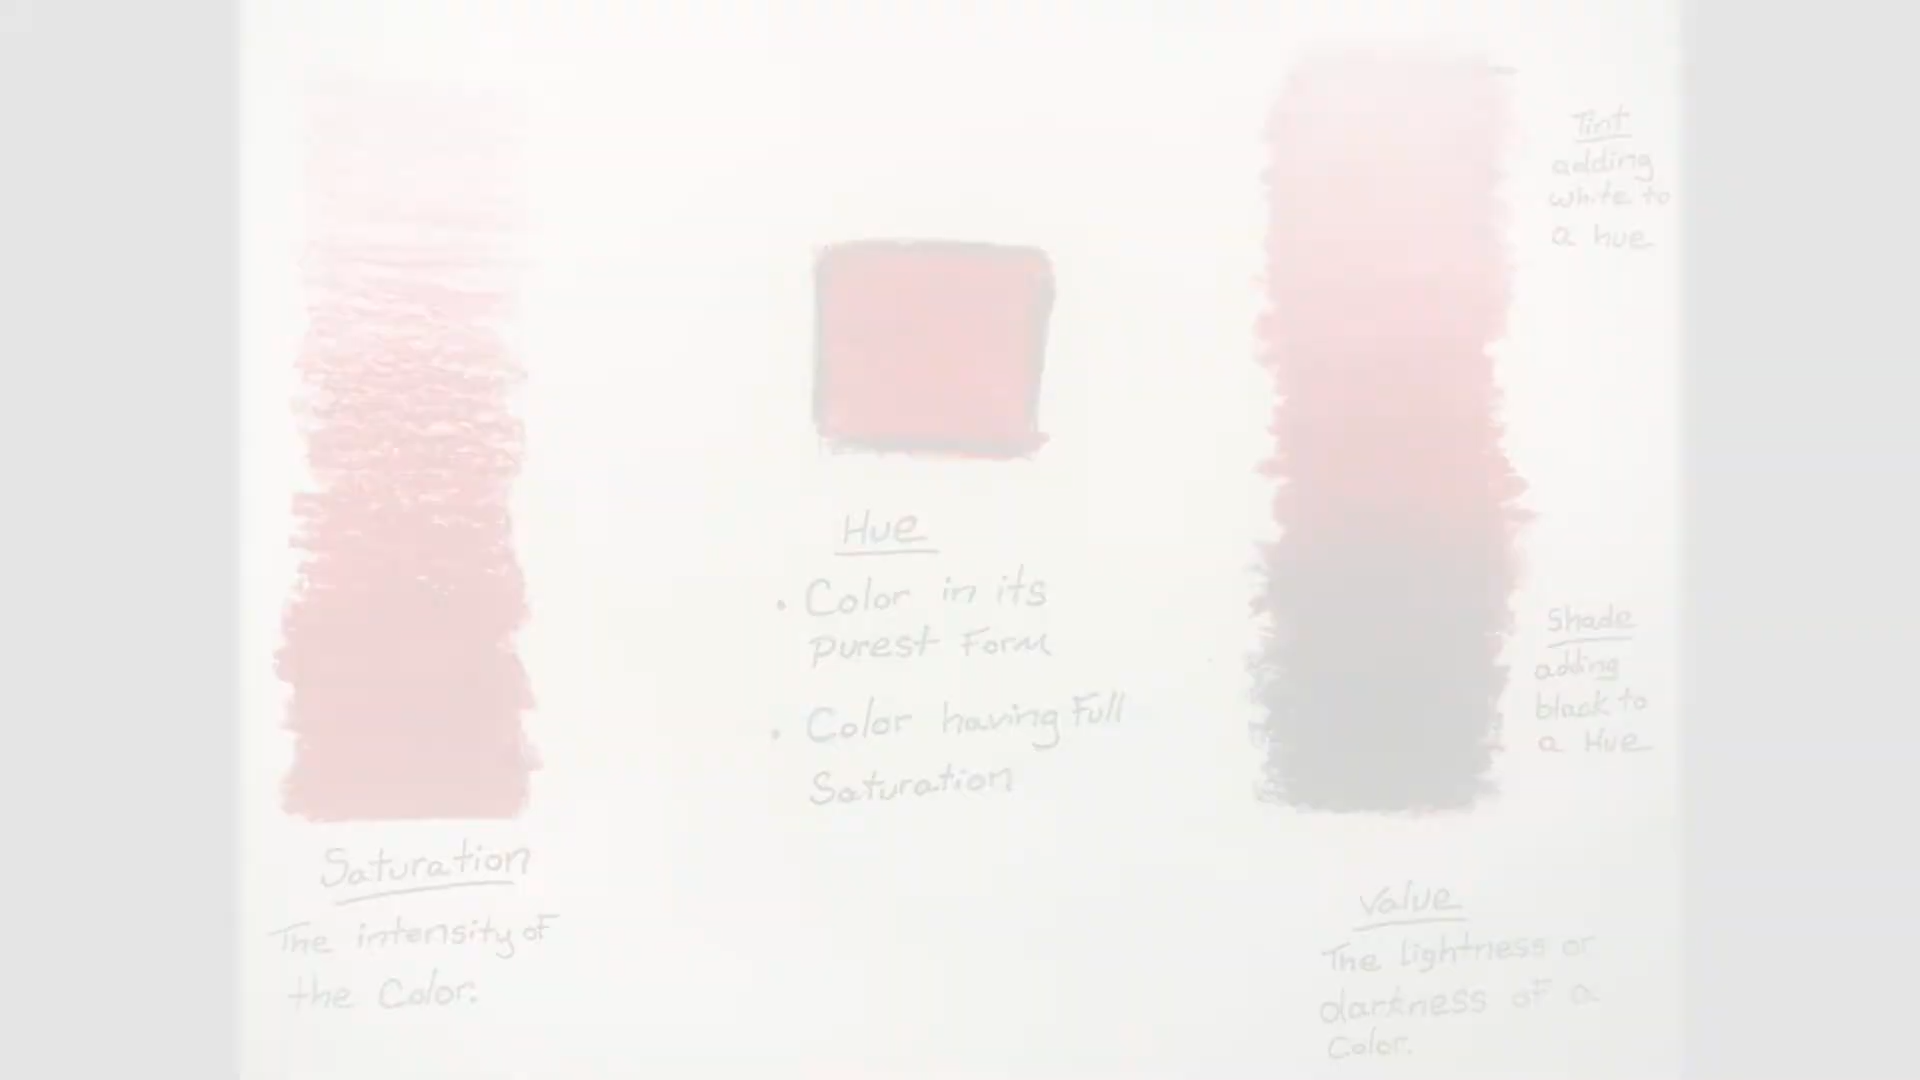 Saturation
The intensity of
the Color.
Hue
• Color in its
purest Form
• Color having Full
Saturation
Tint
adding
white to
a hue
Shade
adding
black to
a Hue
Value
The lightness or
darkness of a
Color.